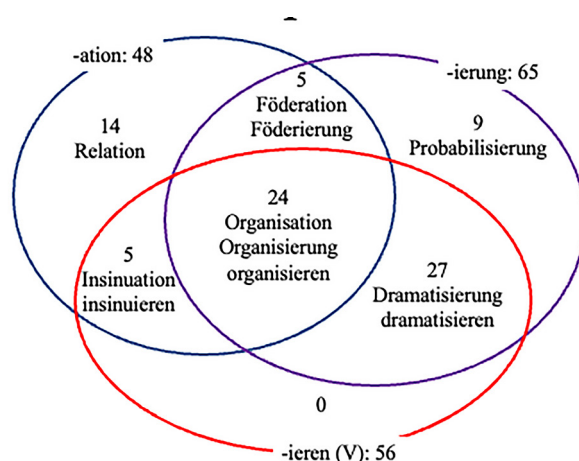 -ation: 48
-ierung: 65
5
Föderation
Föderierung
14
Relation
9
Probabilisierung
24
Organisation
Organisierung
organisieren
5
Insinuation
insinuieren
27
Dramatisierung
dramatisieren
0
-ieren (V): 56